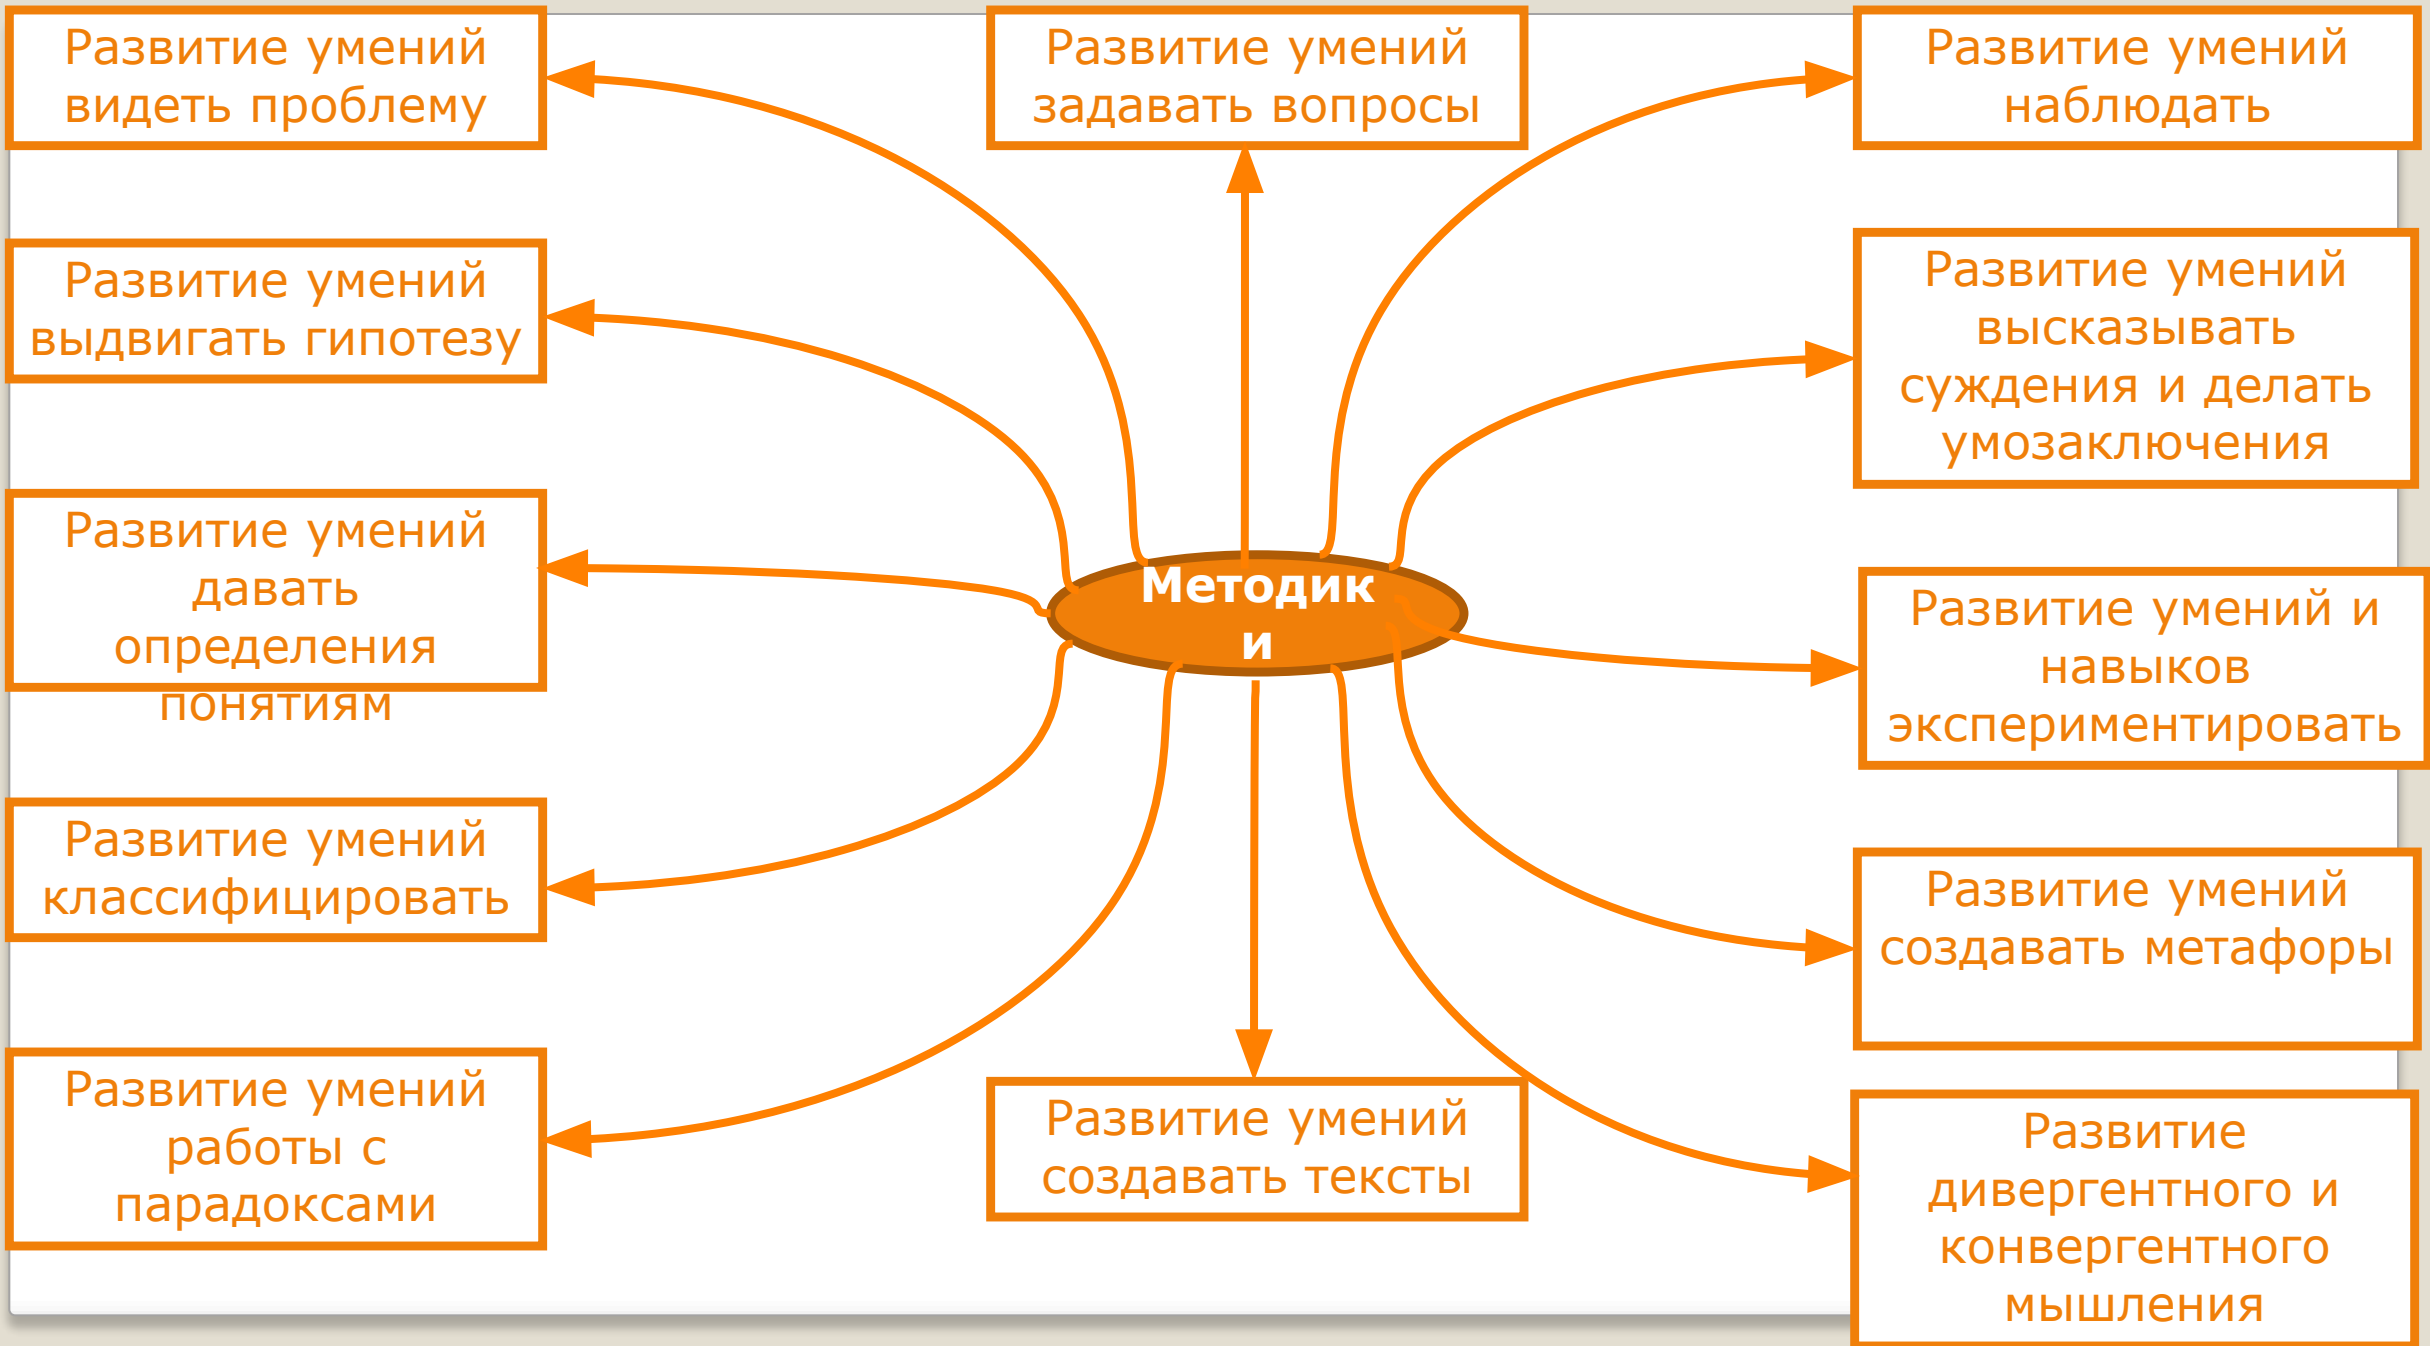 Развитие умений
видеть проблему
Развитие умений
задавать вопросы
Развитие умений
наблюдать
Развитие умений
выдвигать гипотезу
Развитие умений
высказывать
суждения и делать
умозаключения
Развитие умений
давать
определения
понятиям
Методик
и
Развитие умений и
навыков
экспериментировать
Развитие умений
классифицировать
Развитие умений
создавать метафоры
Развитие умений
работы с
парадоксами
Развитие умений
создавать тексты
Развитие
дивергентного и
конвергентного
мышления